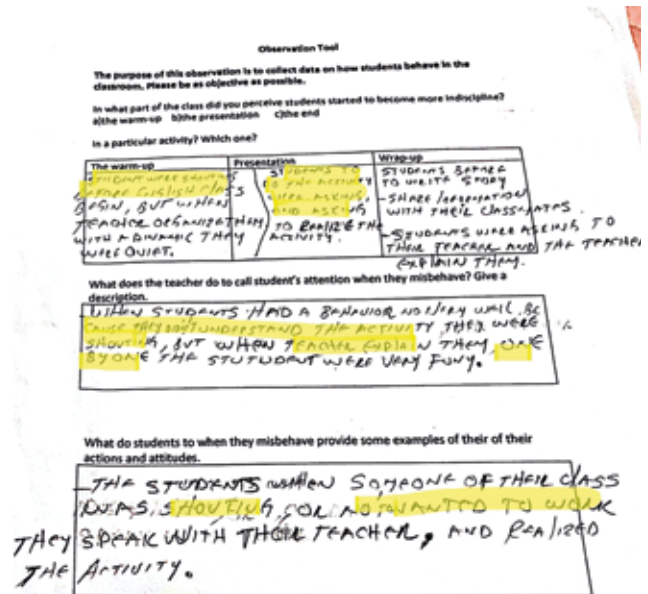 Observation Tool
The purpose of this observation is to collect data on how students behave in the
classroom. Please be as objective as possible.
In what part of the class did you perceive students started to become more indiscipline?
a)the warm-up b)the presentation c)the end
In a particular activity? Which one?
The warm-up
STUDENT WERE SHOUTING
BEFORE ENGLISH CLASS
BEGIN, BUT WHEN
TEACHER ORGANIZE THEM
WITH A DINAMIC THEY
WERE QUIET.
Presentation
STUDENTS TO
DO THE ACTIVITY
WERE ASKING,
AND ASKING
TO REALIZE THE
ACTIVITY.
Wrap-up
STUDENTS
TO WRITE STORY
- SHARE
WITH THEIR CLASSMATES.
- STUDENTS WERE ASKING TO
THEIR TEACHER AND THE TEACHER
EXPLAIN THEM.
What does the teacher do to call student's attention when they misbehave? Give a
description.
WHEN STUDENTS HAD A BEHAVIOR NO VERY WELL, BE
CAUSE THEY UNDERSTAND THE ACTIVITY, THEY WERE
SHOUTING, BUT WHEN TEACHER EXPLAIN THEM, ONE
BY ONE THE STUTUDENT WERE VERY FUNY.
What do students to when they misbehave provide some examples of their of their
actions and attitudes.
-THE STUDENTS WHEN SOMEONE OF THEIR CLASS
WAS SHOUTING, OR NO WANTED TO WORK
THEY SPEAK WITH THEIR TEACHER, AND REALIZED
THE ACTIVITY.